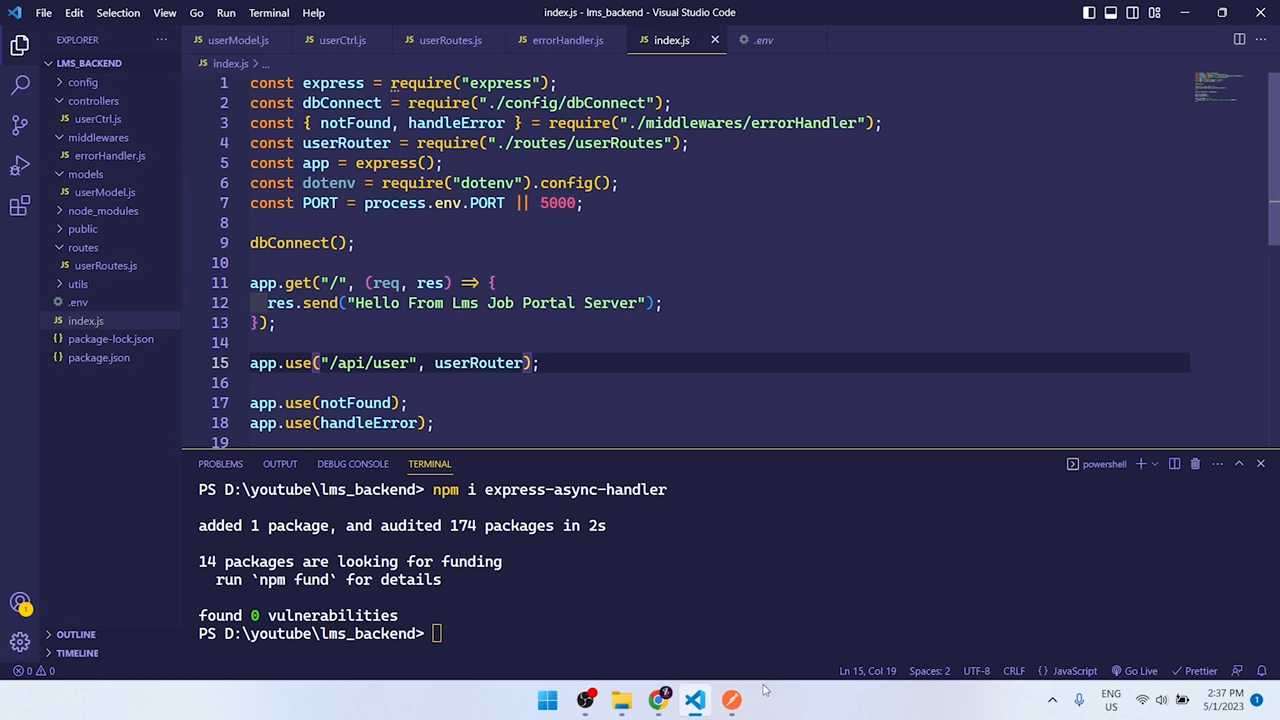 File Edit Selection View Go Run Terminal Help
index.js - lms_backend - Visual Studio Code
EXPLORER
userModel.js userCtrl.js userRoutes.js errorHandler.js index.js .env
LMS_BACKEND
config
controllers
userCtrl.js
middlewares
errorHandler.js
models
userModel.js
node_modules
public
routes
userRoutes.js
utils
.env
index.js
package-lock.json
package.json
OUTLINE
TIMELINE
index.js > ...
1 const express = require("express");
2 const dbConnect = require("./config/dbConnect");
3 const { notFound, handleError } = require("./middlewares/errorHandler");
4 const userRouter = require("./routes/userRoutes");
5 const app = express();
6 const dotenv = require("dotenv").config();
7 const PORT = process.env.PORT || 5000;
8
9 dbConnect();
10
11 app.get("/", (req, res) => {
12 res.send("Hello From Lms Job Portal Server");
13 });
14
15 app.use("/api/user", userRouter);
16
17 app.use(notFound);
18 app.use(handleError);
19
PROBLEMS OUTPUT DEBUG CONSOLE TERMINAL
powershell
PS D:\youtube\lms_backend> npm i express-async-handler
added 1 package, and audited 174 packages in 2s
14 packages are looking for funding
run `npm fund` for details
found 0 vulnerabilities
PS D:\youtube\lms_backend>
0 0 Ln 15, Col 19 Spaces: 2 UTF-8 CRLF JavaScript Go Live Prettier
ENG
US
2:37 PM
5/1/2023
1